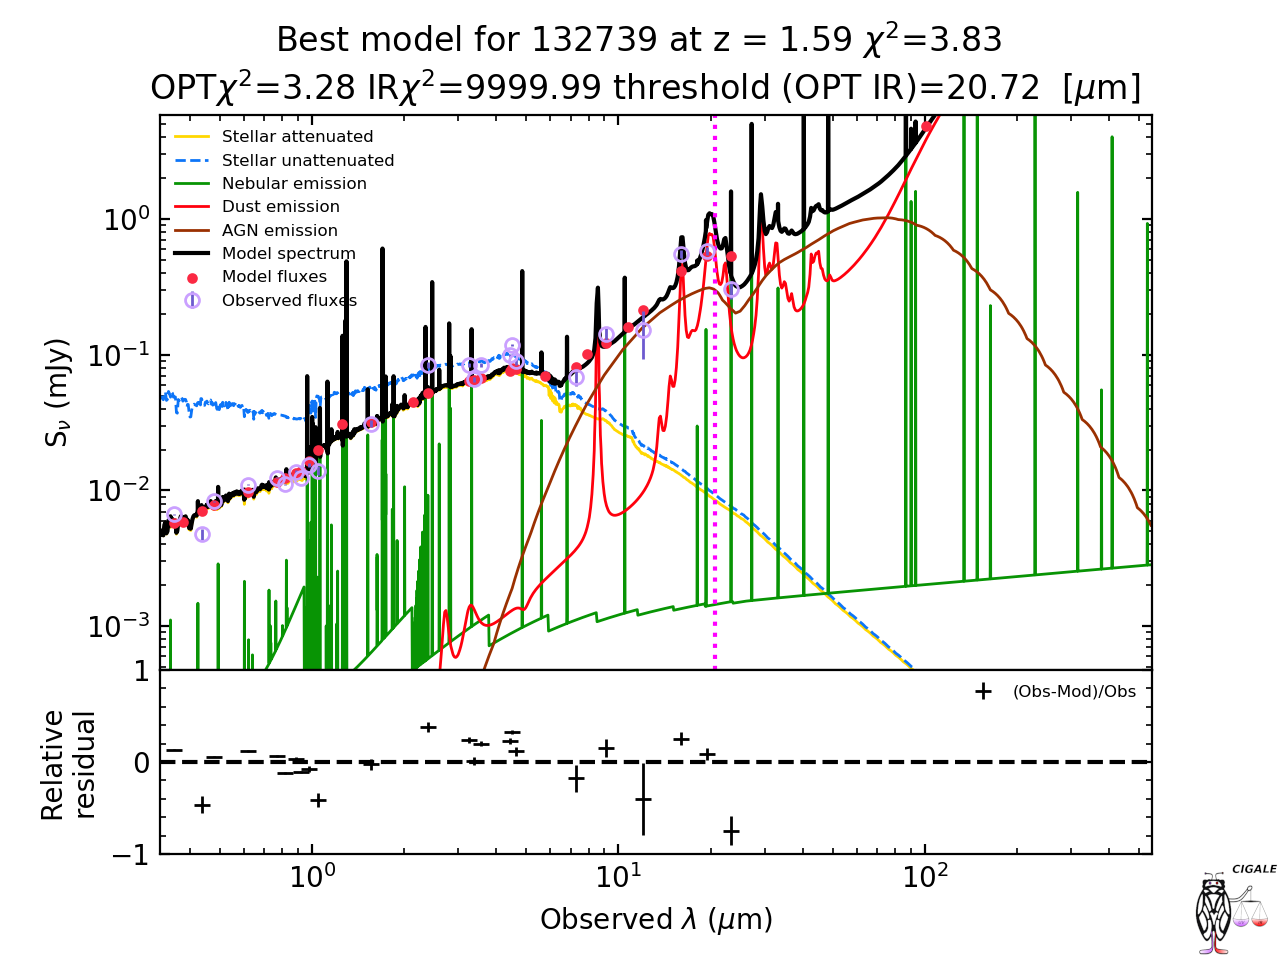 Best model for 132739 at z = 1.59 χ²=3.83
OPTχ²=3.28 IRχ²=9999.99 threshold (OPT IR)=20.72 [μm]
Stellar attenuated
Stellar unattenuated
Nebular emission
Dust emission
AGN emission
Model spectrum
Model fluxes
Observed fluxes
10⁰
10⁻¹
10⁻²
10⁻³
S_ν (mJy)
1
0
−1
Relative
residual
(Obs-Mod)/Obs
10⁰ 10¹ 10²
Observed λ (μm)
CIGALE